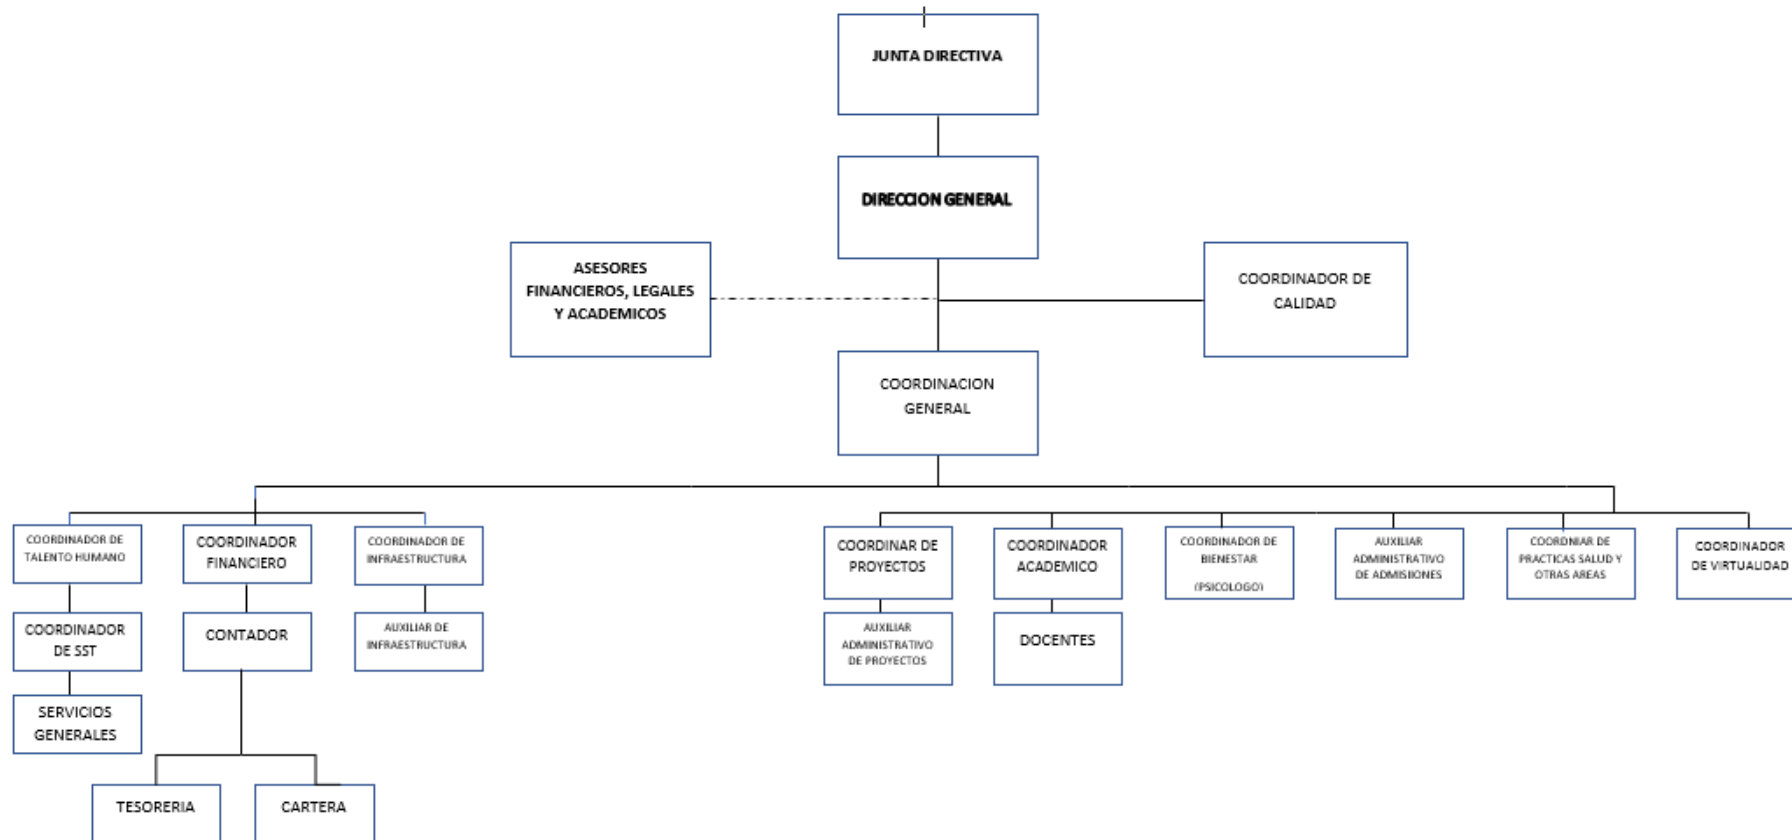 JUNTA DIRECTIVA
DIRECCION GENERAL
ASESORES
FINANCIEROS, LEGALES
Y ACADEMICOS
COORDINADOR DE
CALIDAD
COORDINACION
GENERAL
COORDINADOR DE
TALENTO HUMANO
COORDINADOR
FINANCIERO
COORDINADOR DE
INFRAESTRUCTURA
COORDINAR DE
PROYECTOS
COORDINADOR
ACADEMICO
COORDINADOR DE
BIENESTAR
(PSICOLOGO)
AUXILIAR
ADMINISTRATIVO
DE ADMISIIONES
COORDNIAR DE
PRACTICAS SALUD Y
OTRAS AREAS
COORDINADOR
DE VIRTUALIDAD
COORDINADOR
DE SST
CONTADOR
AUXILIAR DE
INFRAESTRUCTURA
AUXILIAR
ADMINISTRATIVO
DE PROYECTOS
DOCENTES
SERVICIOS
GENERALES
TESORERIA
CARTERA